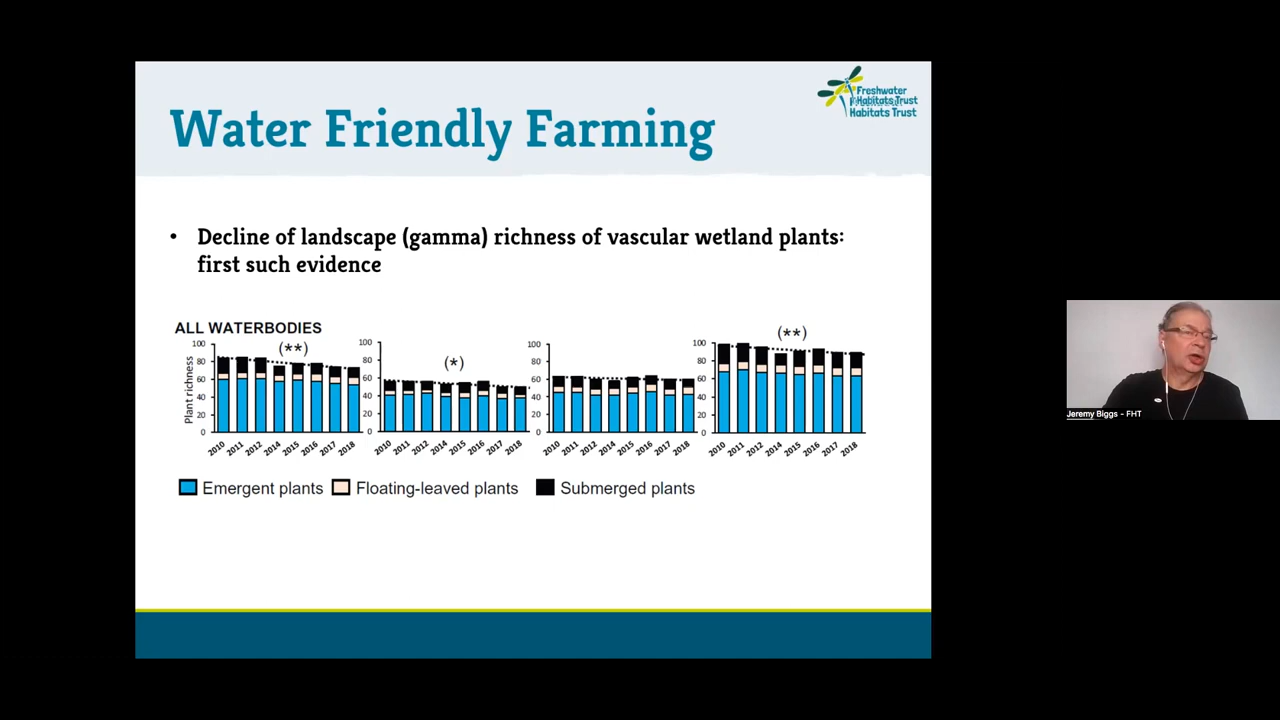 Freshwater
Habitats Trust
Habitats Trust
Water Friendly Farming
• Decline of landscape (gamma) richness of vascular wetland plants:
first such evidence
ALL WATERBODIES
Plant richness
100
80
60
40
20
0
(**)
2010 2011 2012 2014 2015 2016 2017 2018
100
80
60
40
20
0
(*)
2010 2011 2012 2014 2015 2016 2017 2018
100
80
60
40
20
0
2010 2011 2012 2014 2015 2016 2017 2018
100
80
60
40
20
0
(**)
2010 2011 2012 2014 2015 2016 2017 2018
Emergent plants Floating-leaved plants Submerged plants
Jeremy Biggs - FHT